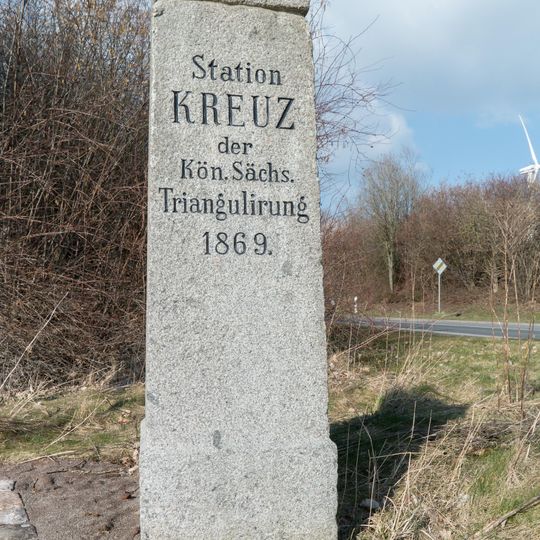 Station
KREUZ
der
Kön. Sächs.
Triangulirung
1869.